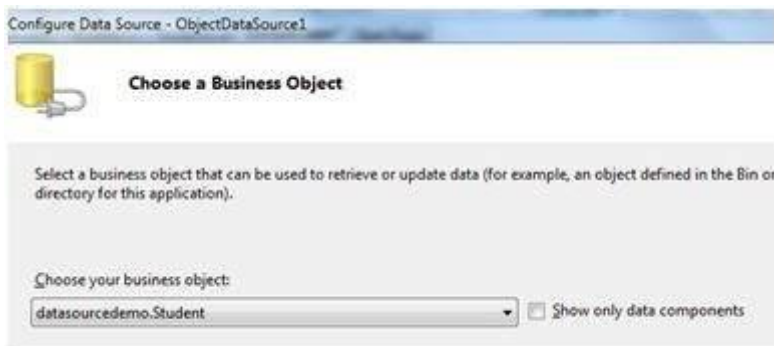 Configure Data Source - ObjectDataSource1
Choose a Business Object
Select a business object that can be used to retrieve or update data (for example, an object defined in the Bin or
directory for this application).
Choose your business object:
datasourcedemo.Student
Show only data components